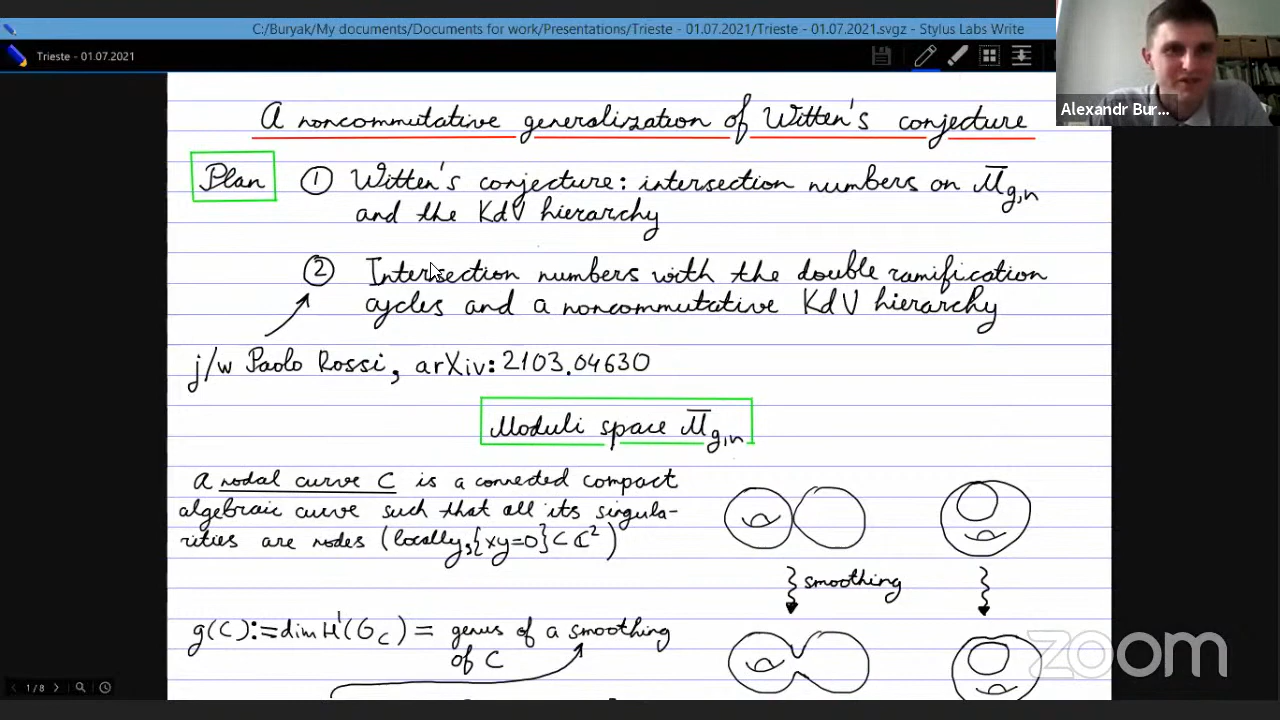 C:/Buryak/My documents/Documents for work/Presentations/Trieste - 01.07.2021/Trieste - 01.07.2021.svgz - Stylus Labs Write
Trieste - 01.07.2021
Alexandr Bur...
A noncommutative generalization of Witten's conjecture
Plan
① Witten's conjecture: intersection numbers on M̅_{g,n}
and the KdV hierarchy
② Intersection numbers with the double ramification
cycles and a noncommutative KdV hierarchy
j/w Paolo Rossi, arXiv: 2103.04630
Moduli space M̅_{g,n}
A nodal curve C is a connected compact
algebraic curve such that all its singula-
rities are nodes (locally, {xy=0}⊂ℂ²)
smoothing
g(C):=dim H¹(O_C) = genus of a smoothing
of C
zoom
1/8